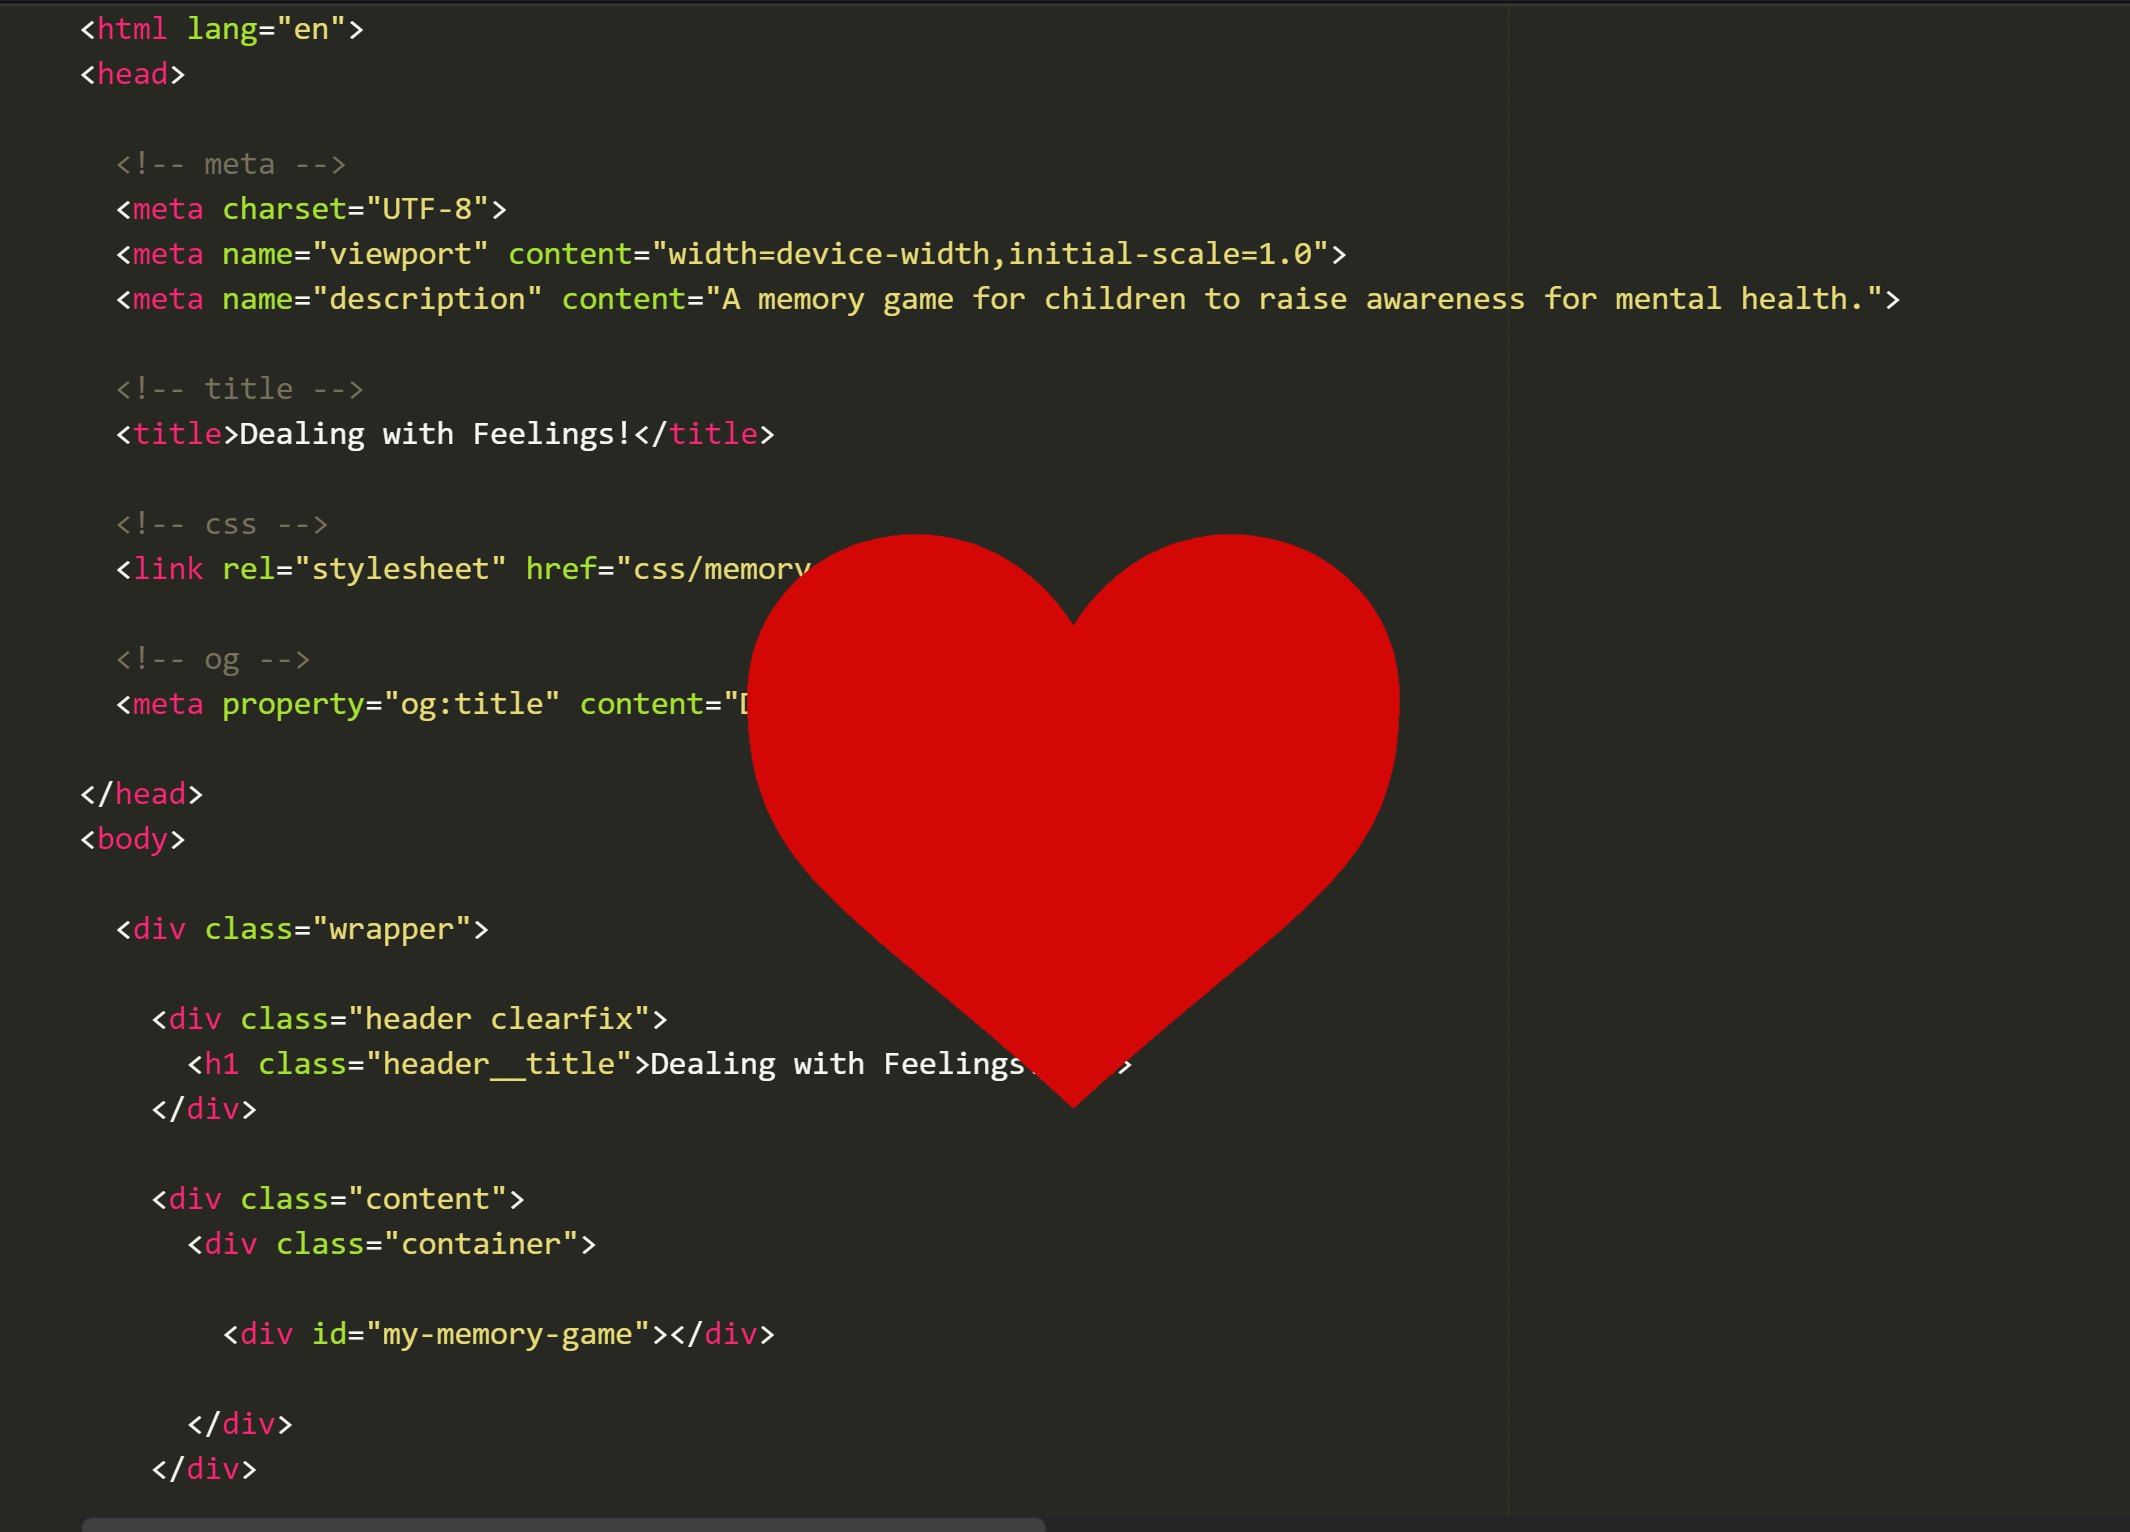 <html lang="en">
<head>
<!-- meta -->
<meta charset="UTF-8">
<meta name="viewport" content="width=device-width,initial-scale=1.0">
<meta name="description" content="A memory game for children to raise awareness for mental health.">
<!-- title -->
<title>Dealing with Feelings!</title>
<!-- css -->
<link rel="stylesheet" href="css/memory
<!-- og -->
<meta property="og:title" content="
</head>
<body>
<div class="wrapper">
<div class="header clearfix">
<h1 class="header__title">Dealing with Feelings
</div>
<div class="content">
<div class="container">
<div id="my-memory-game"></div>
</div>
</div>